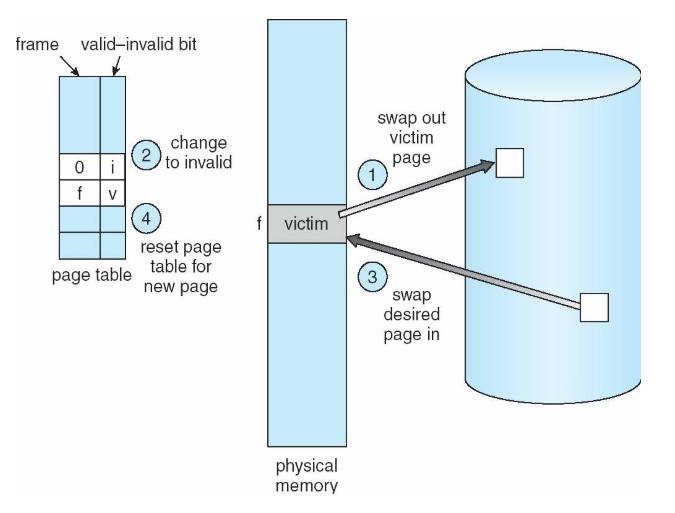 frame
valid–invalid bit
0
i
f
v
2
change
to invalid
4
reset page
table for
new page
page table
swap out
victim
page
1
f
victim
3
swap
desired
page in
physical
memory